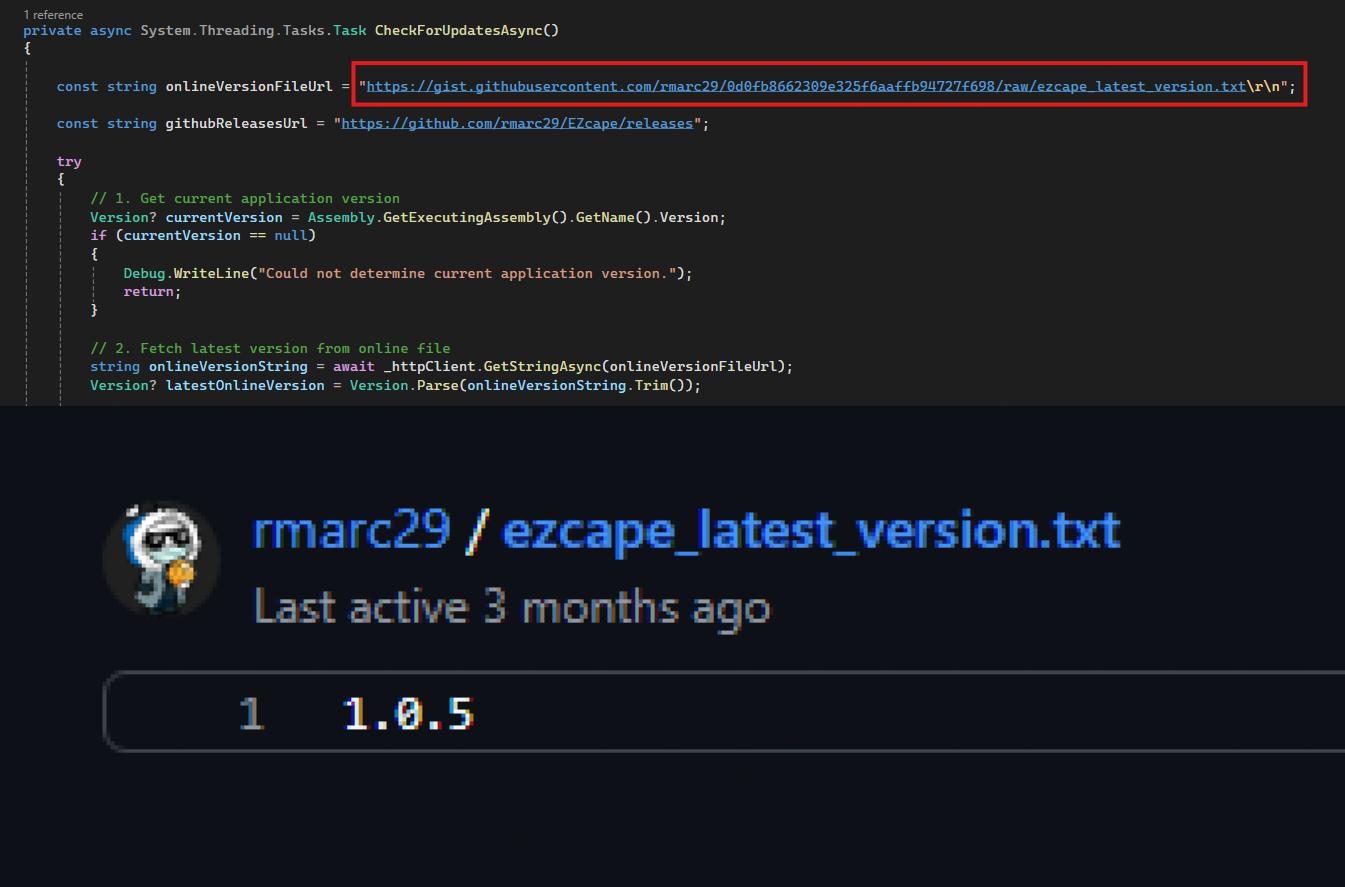 1 reference
private async System.Threading.Tasks.Task CheckForUpdatesAsync()
{
const string onlineVersionFileUrl = "https://gist.githubusercontent.com/rmarc29/0d0fb8662309e325f6aaffb94727f698/raw/ezcape_latest_version.txt\r\n";
const string githubReleasesUrl = "https://github.com/rmarc29/EZcape/releases";
try
{
// 1. Get current application version
Version? currentVersion = Assembly.GetExecutingAssembly().GetName().Version;
if (currentVersion == null)
{
Debug.WriteLine("Could not determine current application version.");
return;
}
// 2. Fetch latest version from online file
string onlineVersionString = await _httpClient.GetStringAsync(onlineVersionFileUrl);
Version? latestOnlineVersion = Version.Parse(onlineVersionString.Trim());
rmarc29 / ezcape_latest_version.txt
Last active 3 months ago
1 1.0.5